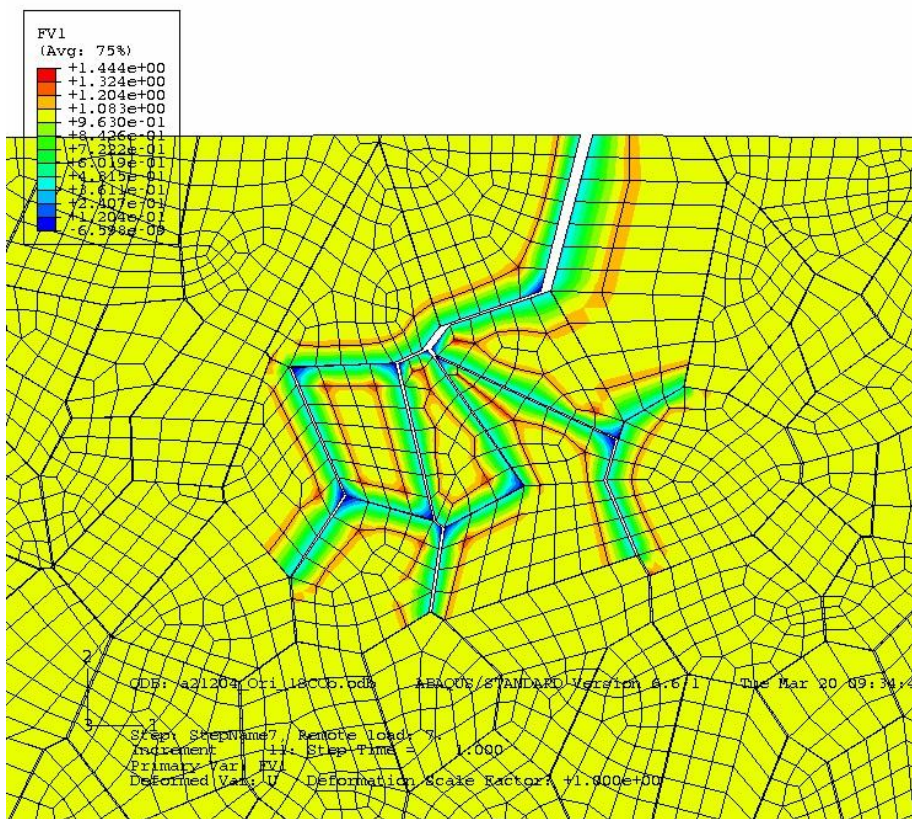 FV1
(Avg: 75%)
+1.444e+00
+1.324e+00
+1.204e+00
+1.083e+00
+9.630e-01
+8.426e-01
+7.222e-01
+6.019e-01
+4.815e-01
+3.611e-01
+2.407e-01
+1.204e-01
-6.598e-09
2
3 1
ODB: a21204_Ori_18CCb.odb ABAQUS/STANDARD Version 6.6-1 Tue Mar 20 09:34:4
Step: StepName7, Remote load: 7.
Increment 11: Step Time = 1.000
Primary Var: FV1
Deformed Var: U Deformation Scale Factor: +1.000e+00